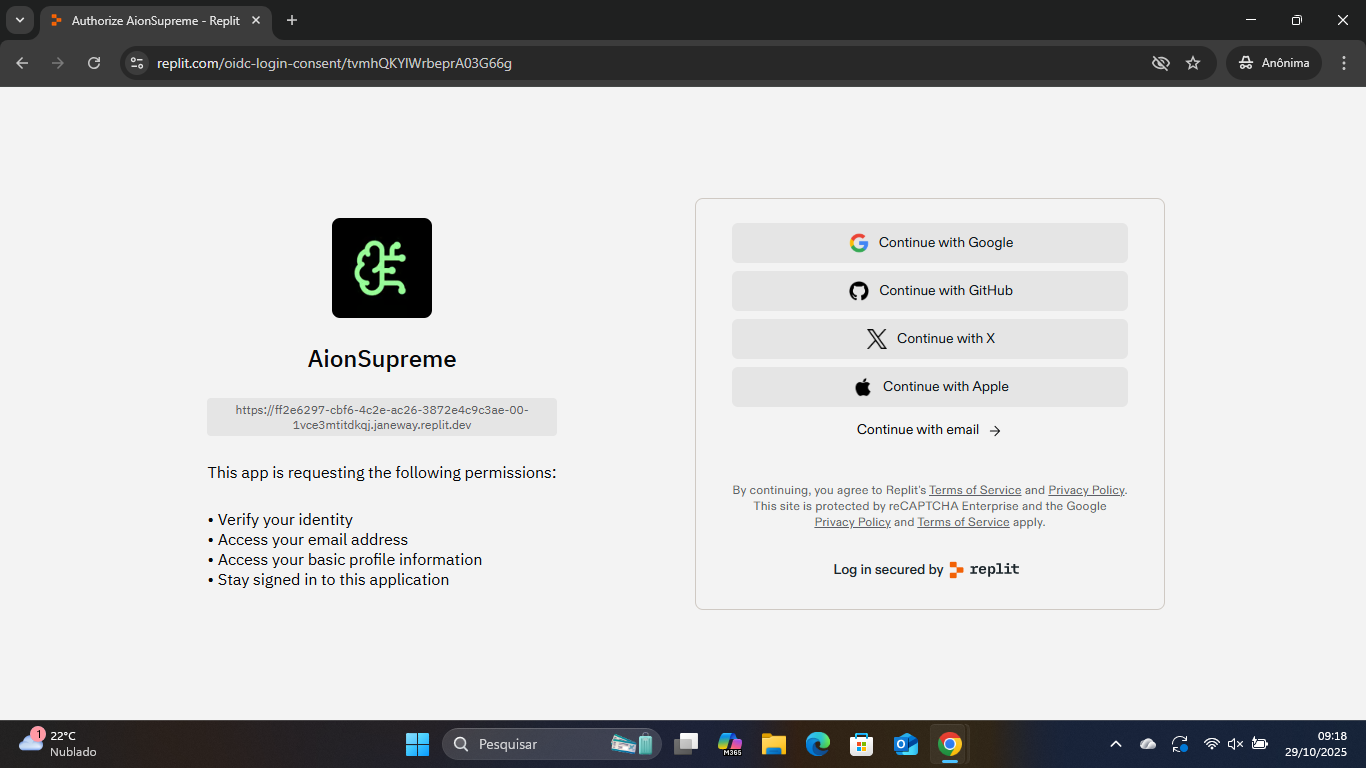 Authorize AionSupreme - Replit
replit.com/oidc-login-consent/tvmhQKYlWrbeprA03G66g
Anônima
AionSupreme
https://ff2e6297-cbf6-4c2e-ac26-3872e4c9c3ae-00-
1vce3mtitdkqj.janeway.replit.dev
This app is requesting the following permissions:
• Verify your identity
• Access your email address
• Access your basic profile information
• Stay signed in to this application
Continue with Google
Continue with GitHub
Continue with X
Continue with Apple
Continue with email →
By continuing, you agree to Replit's Terms of Service and Privacy Policy.
This site is protected by reCAPTCHA Enterprise and the Google
Privacy Policy and Terms of Service apply.
Log in secured by replit
1
22°C
Nublado
Pesquisar
M365
09:18
29/10/2025